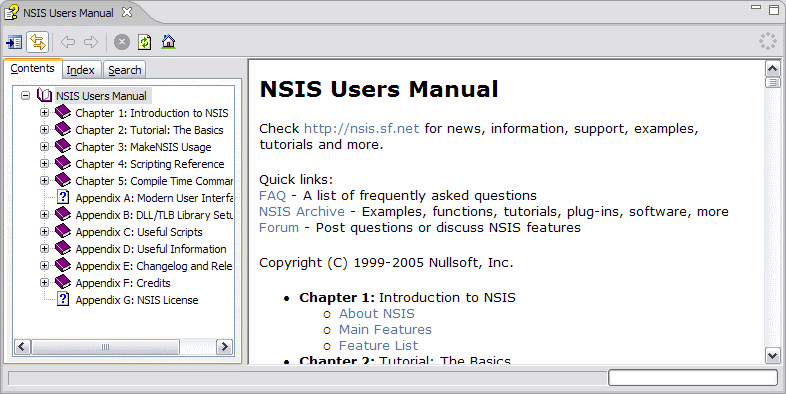 NSIS Users Manual
Contents Index Search
NSIS Users Manual
Chapter 1: Introduction to NSIS
Chapter 2: Tutorial: The Basics
Chapter 3: MakeNSIS Usage
Chapter 4: Scripting Reference
Chapter 5: Compile Time Comman
Appendix A: Modern User Interfa
Appendix B: DLL/TLB Library Setu
Appendix C: Useful Scripts
Appendix D: Useful Information
Appendix E: Changelog and Rele
Appendix F: Credits
Appendix G: NSIS License
NSIS Users Manual
Check http://nsis.sf.net for news, information, support, examples,
tutorials and more.
Quick links:
FAQ - A list of frequently asked questions
NSIS Archive - Examples, functions, tutorials, plug-ins, software, more
Forum - Post questions or discuss NSIS features
Copyright (C) 1999-2005 Nullsoft, Inc.
• Chapter 1: Introduction to NSIS
○ About NSIS
○ Main Features
○ Feature List
• Chapter 2: Tutorial: The Basics